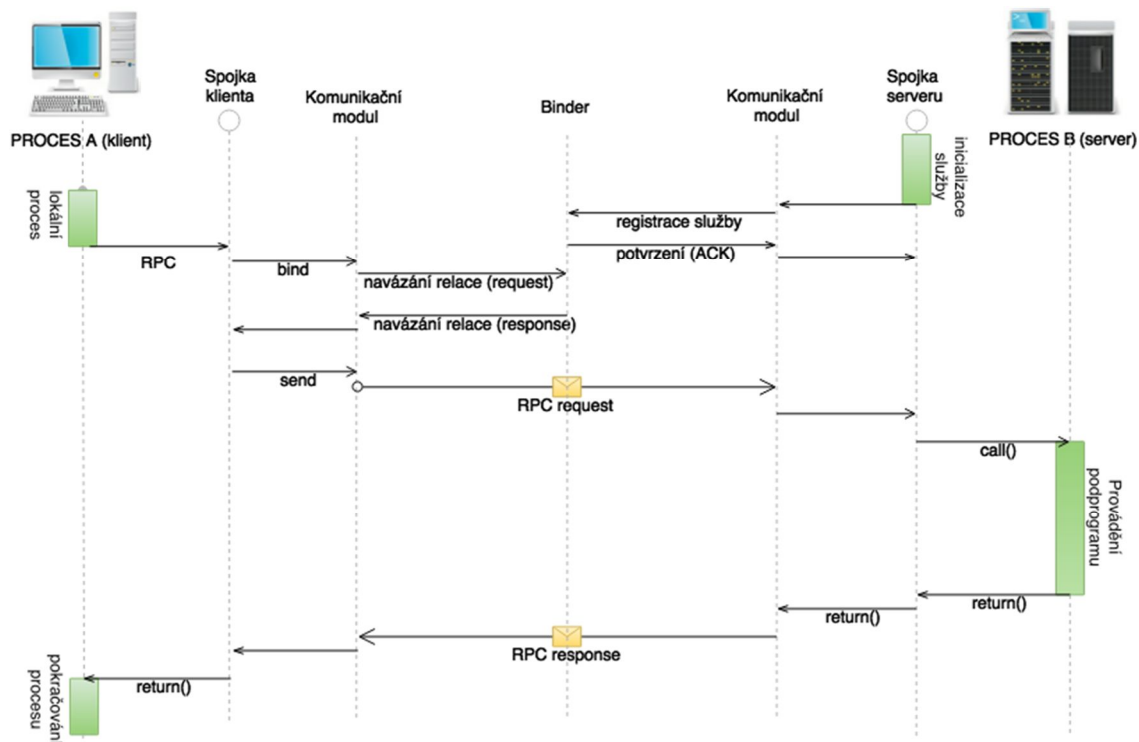 Spojka
klienta
Komunikační
modul
Binder
Komunikační
modul
Spojka
serveru
PROCES A (klient)
PROCES B (server)
inicializace
služby
lokální
proces
registrace služby
RPC
potvrzení (ACK)
bind
navázání relace (request)
navázání relace (response)
send
RPC request
call()
Provádění
podprogramu
return()
return()
RPC response
return()
pokračování
procesu